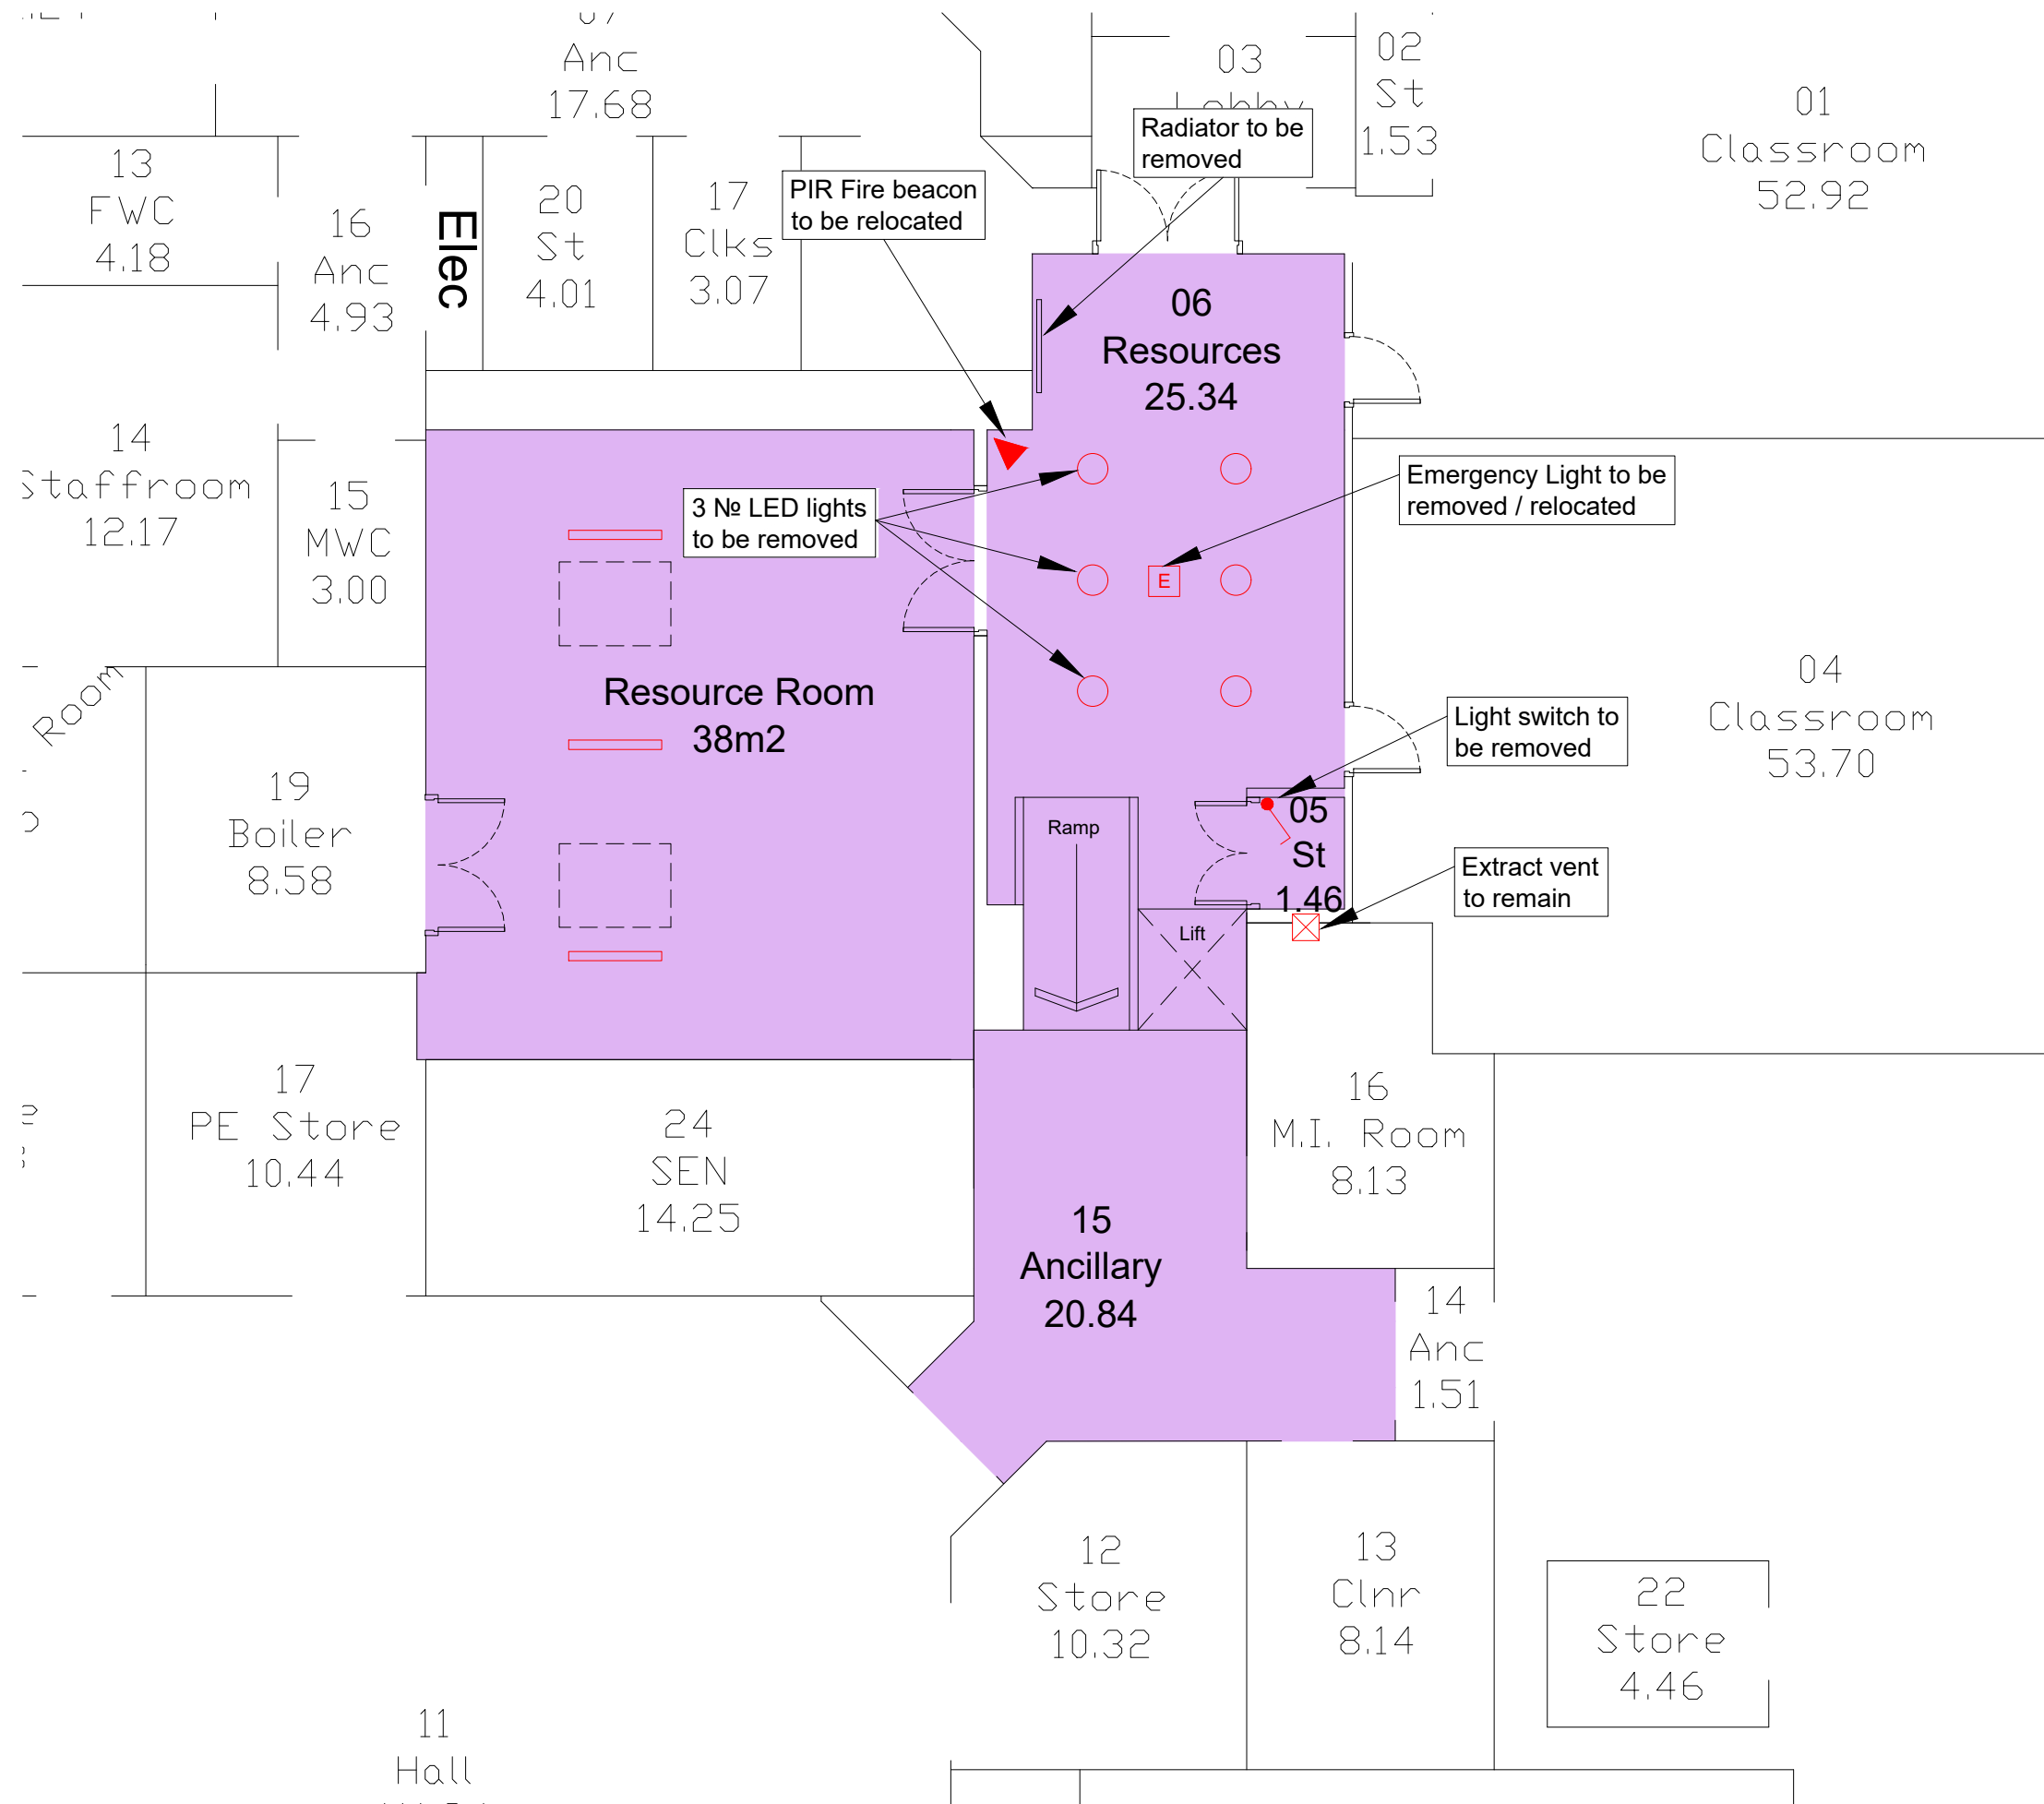 07
Anc
17.68
03
Lobby
02
St
1.53
01
Classroom
52.92
Radiator to be
removed
PIR Fire beacon
to be relocated
13
FWC
4.18
16
Anc
4.93
Elec
20
St
4.01
17
Clks
3.07
06
Resources
25.34
14
Staffroom
12.17
15
MWC
3.00
3 № LED lights
to be removed
Emergency Light to be
removed / relocated
E
Room
Resource Room
38m2
04
Classroom
53.70
Light switch to
be removed
19
Boiler
8.58
Ramp
05
St
1.46
Extract vent
to remain
Lift
17
PE Store
10.44
24
SEN
14.25
16
M.I. Room
8.13
15
Ancillary
20.84
14
Anc
1.51
12
Store
10.32
13
Clnr
8.14
22
Store
4.46
11
Hall